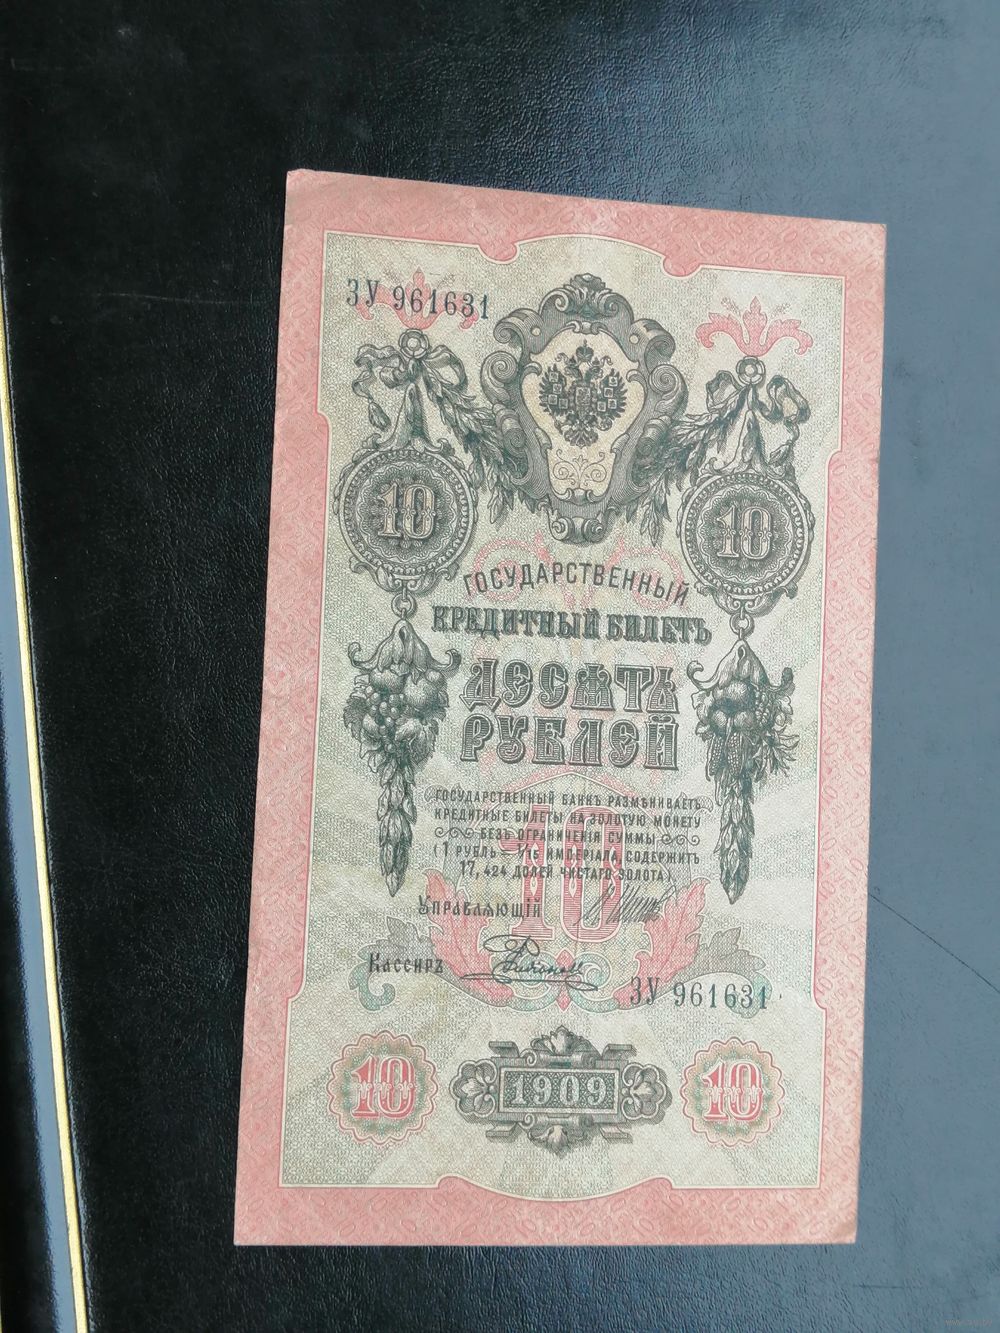 ЗУ 961631
10
10
ГОСУДАРСТВЕННЫЙ
КРЕДИТНЫЙ БИЛЕТЪ
ДЕСЯТЬ
РУБЛЕЙ
ГОСУДАРСТВЕННЫЙ БАНКЪ РАЗМѢНИВАЕТЪ
КРЕДИТНЫЕ БИЛЕТЫ НА ЗОЛОТУЮ МОНЕТУ
БЕЗЪ ОГРАНИЧЕНІЯ СУММЫ
(1 РУБЛЬ = 1/15 ИМПЕРІАЛА, СОДЕРЖИТЪ
17, 424 ДОЛЕЙ ЧИСТАГО ЗОЛОТА).
10
Управляющій
Кассиръ
ЗУ 961631
10
1909
10